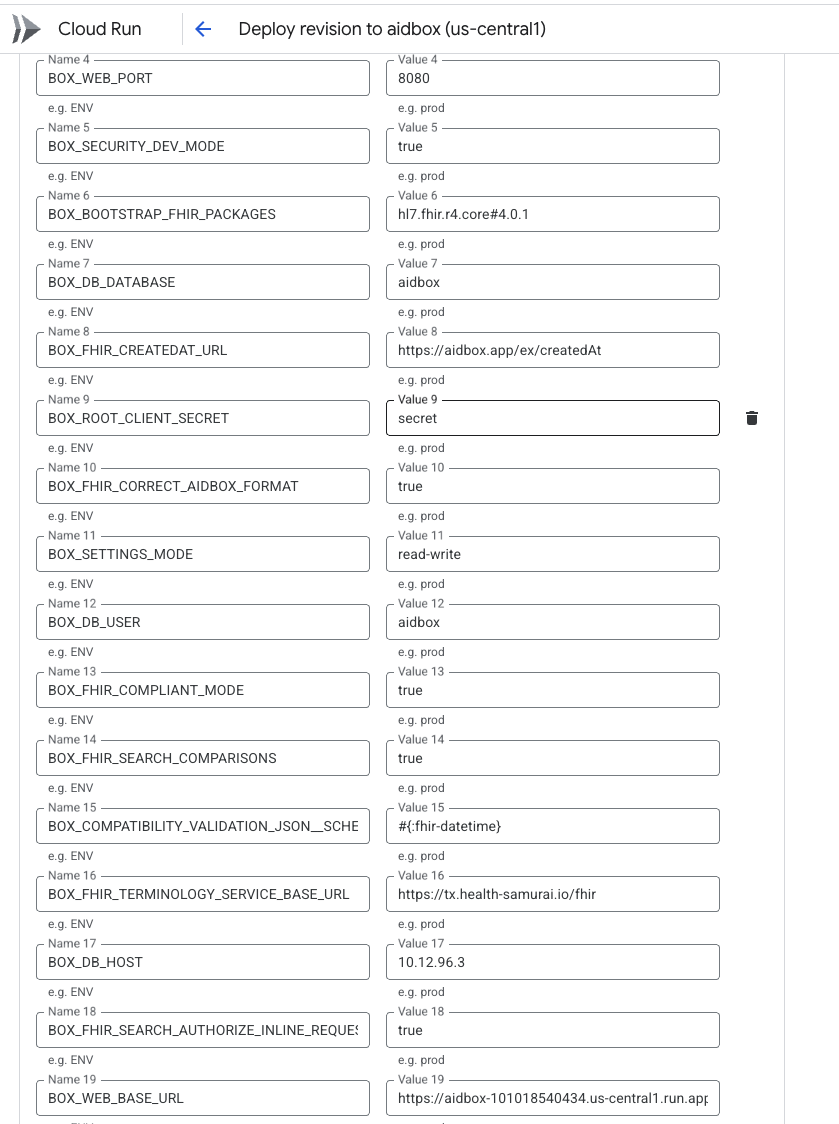 Cloud Run
Deploy revision to aidbox (us-central1)
Name 4 Value 4
BOX_WEB_PORT 8080
e.g. ENV e.g. prod
Name 5 Value 5
BOX_SECURITY_DEV_MODE true
e.g. ENV e.g. prod
Name 6 Value 6
BOX_BOOTSTRAP_FHIR_PACKAGES hl7.fhir.r4.core#4.0.1
e.g. ENV e.g. prod
Name 7 Value 7
BOX_DB_DATABASE aidbox
e.g. ENV e.g. prod
Name 8 Value 8
BOX_FHIR_CREATEDAT_URL https://aidbox.app/ex/createdAt
e.g. ENV e.g. prod
Name 9 Value 9
BOX_ROOT_CLIENT_SECRET secret
e.g. ENV e.g. prod
Name 10 Value 10
BOX_FHIR_CORRECT_AIDBOX_FORMAT true
e.g. ENV e.g. prod
Name 11 Value 11
BOX_SETTINGS_MODE read-write
e.g. ENV e.g. prod
Name 12 Value 12
BOX_DB_USER aidbox
e.g. ENV e.g. prod
Name 13 Value 13
BOX_FHIR_COMPLIANT_MODE true
e.g. ENV e.g. prod
Name 14 Value 14
BOX_FHIR_SEARCH_COMPARISONS true
e.g. ENV e.g. prod
Name 15 Value 15
BOX_COMPATIBILITY_VALIDATION_JSON__SCHE #{:fhir-datetime}
e.g. ENV e.g. prod
Name 16 Value 16
BOX_FHIR_TERMINOLOGY_SERVICE_BASE_URL https://tx.health-samurai.io/fhir
e.g. ENV e.g. prod
Name 17 Value 17
BOX_DB_HOST 10.12.96.3
e.g. ENV e.g. prod
Name 18 Value 18
BOX_FHIR_SEARCH_AUTHORIZE_INLINE_REQUES true
e.g. ENV e.g. prod
Name 19 Value 19
BOX_WEB_BASE_URL https://aidbox-101018540434.us-central1.run.app